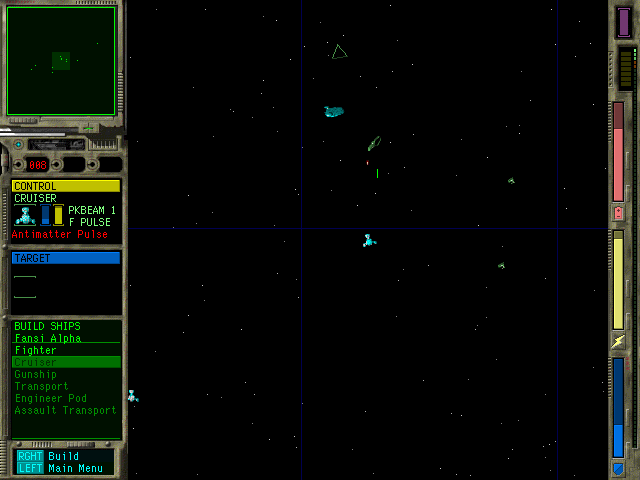 008
CONTROL
CRUISER
PKBEAM 1
F PULSE
Antimatter Pulse
TARGET
BUILD SHIPS
Fansi Alpha
Fighter
Cruiser
Gunship
Transport
Engineer Pod
Assault Transport
RGHT Build
LEFT Main Menu